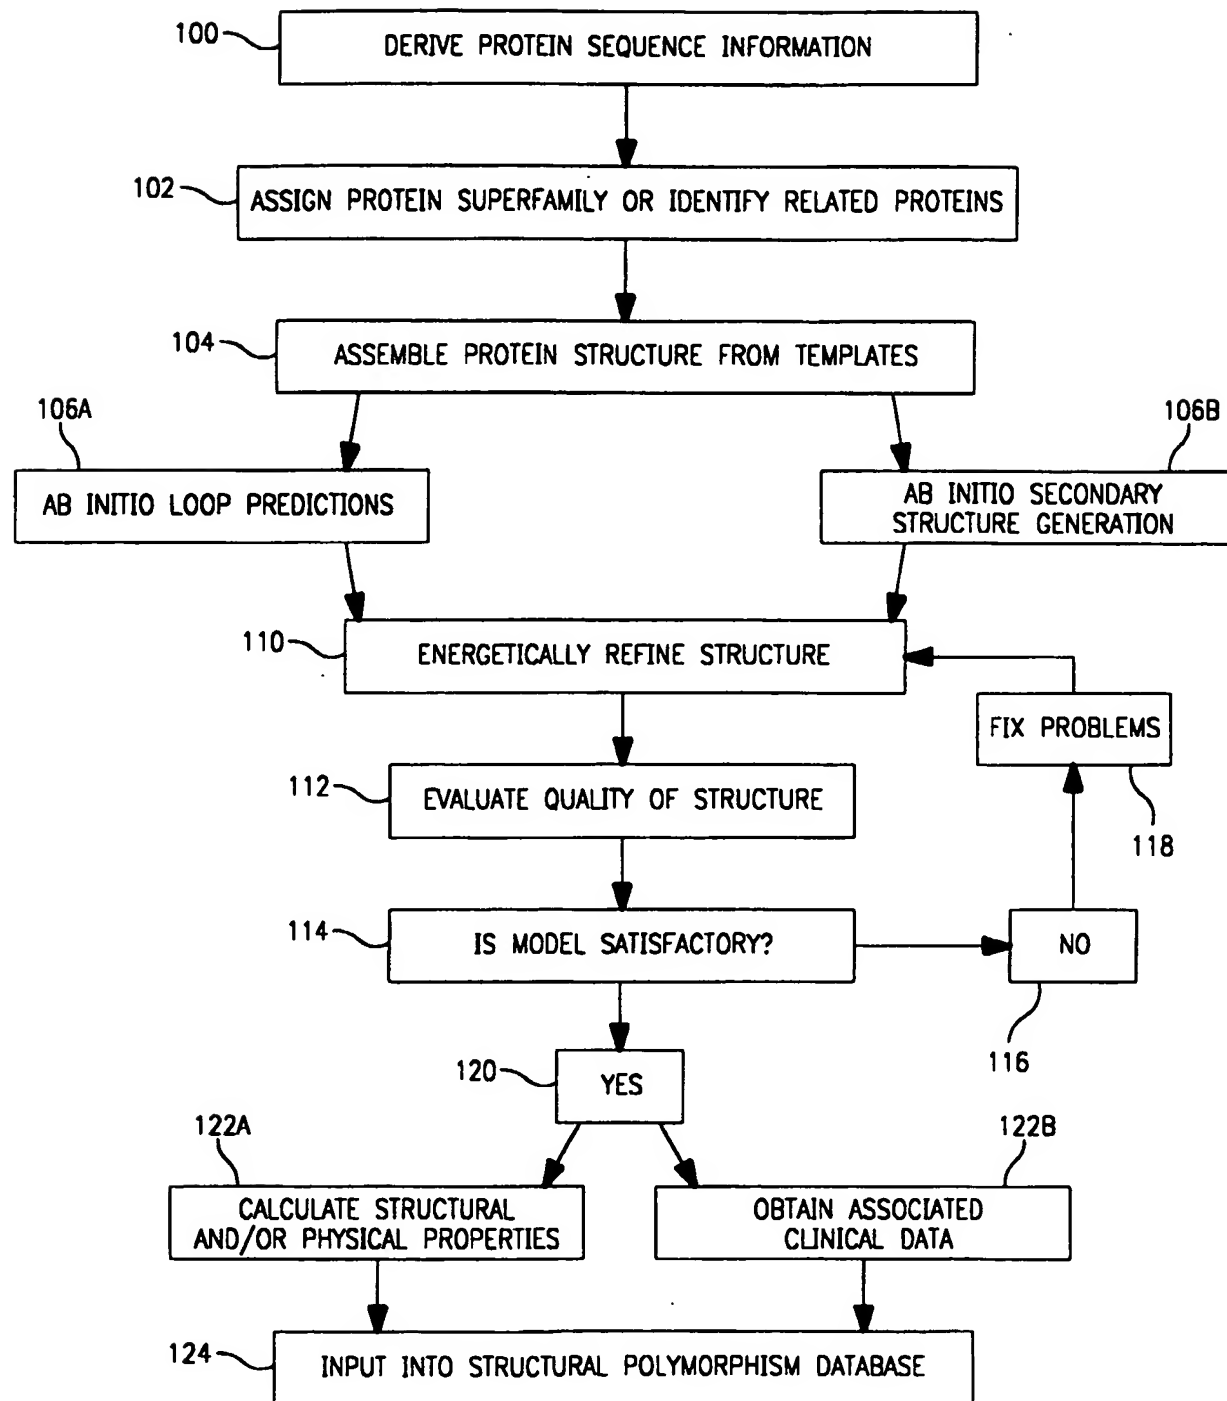 100
DERIVE PROTEIN SEQUENCE INFORMATION
102
ASSIGN PROTEIN SUPERFAMILY OR IDENTIFY RELATED PROTEINS
104
ASSEMBLE PROTEIN STRUCTURE FROM TEMPLATES
106A
106B
AB INITIO LOOP PREDICTIONS
AB INITIO SECONDARY
STRUCTURE GENERATION
110
ENERGETICALLY REFINE STRUCTURE
FIX PROBLEMS
118
112
EVALUATE QUALITY OF STRUCTURE
114
IS MODEL SATISFACTORY?
NO
116
120
YES
122A
122B
CALCULATE STRUCTURAL
AND/OR PHYSICAL PROPERTIES
OBTAIN ASSOCIATED
CLINICAL DATA
124
INPUT INTO STRUCTURAL POLYMORPHISM DATABASE